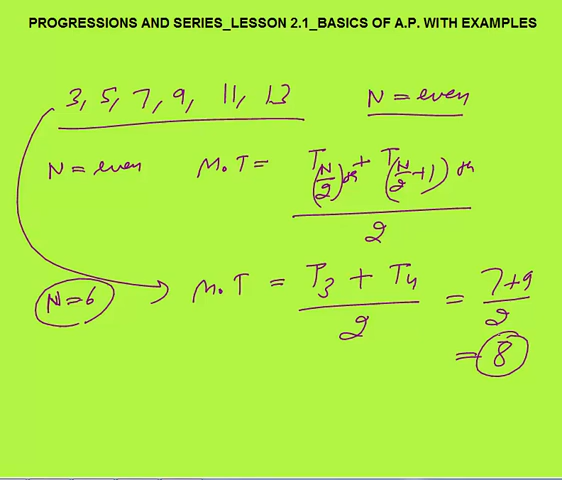 PROGRESSIONS AND SERIES_LESSON 2.1_BASICS OF A.P. WITH EXAMPLES
3, 5, 7, 9, 11, 13 N = even
N = even M.T = T(N/2)th + T(N/2+1)th / 2
N=6 M.T = T3 + T4 / 2 = 7+9 / 2
= 8